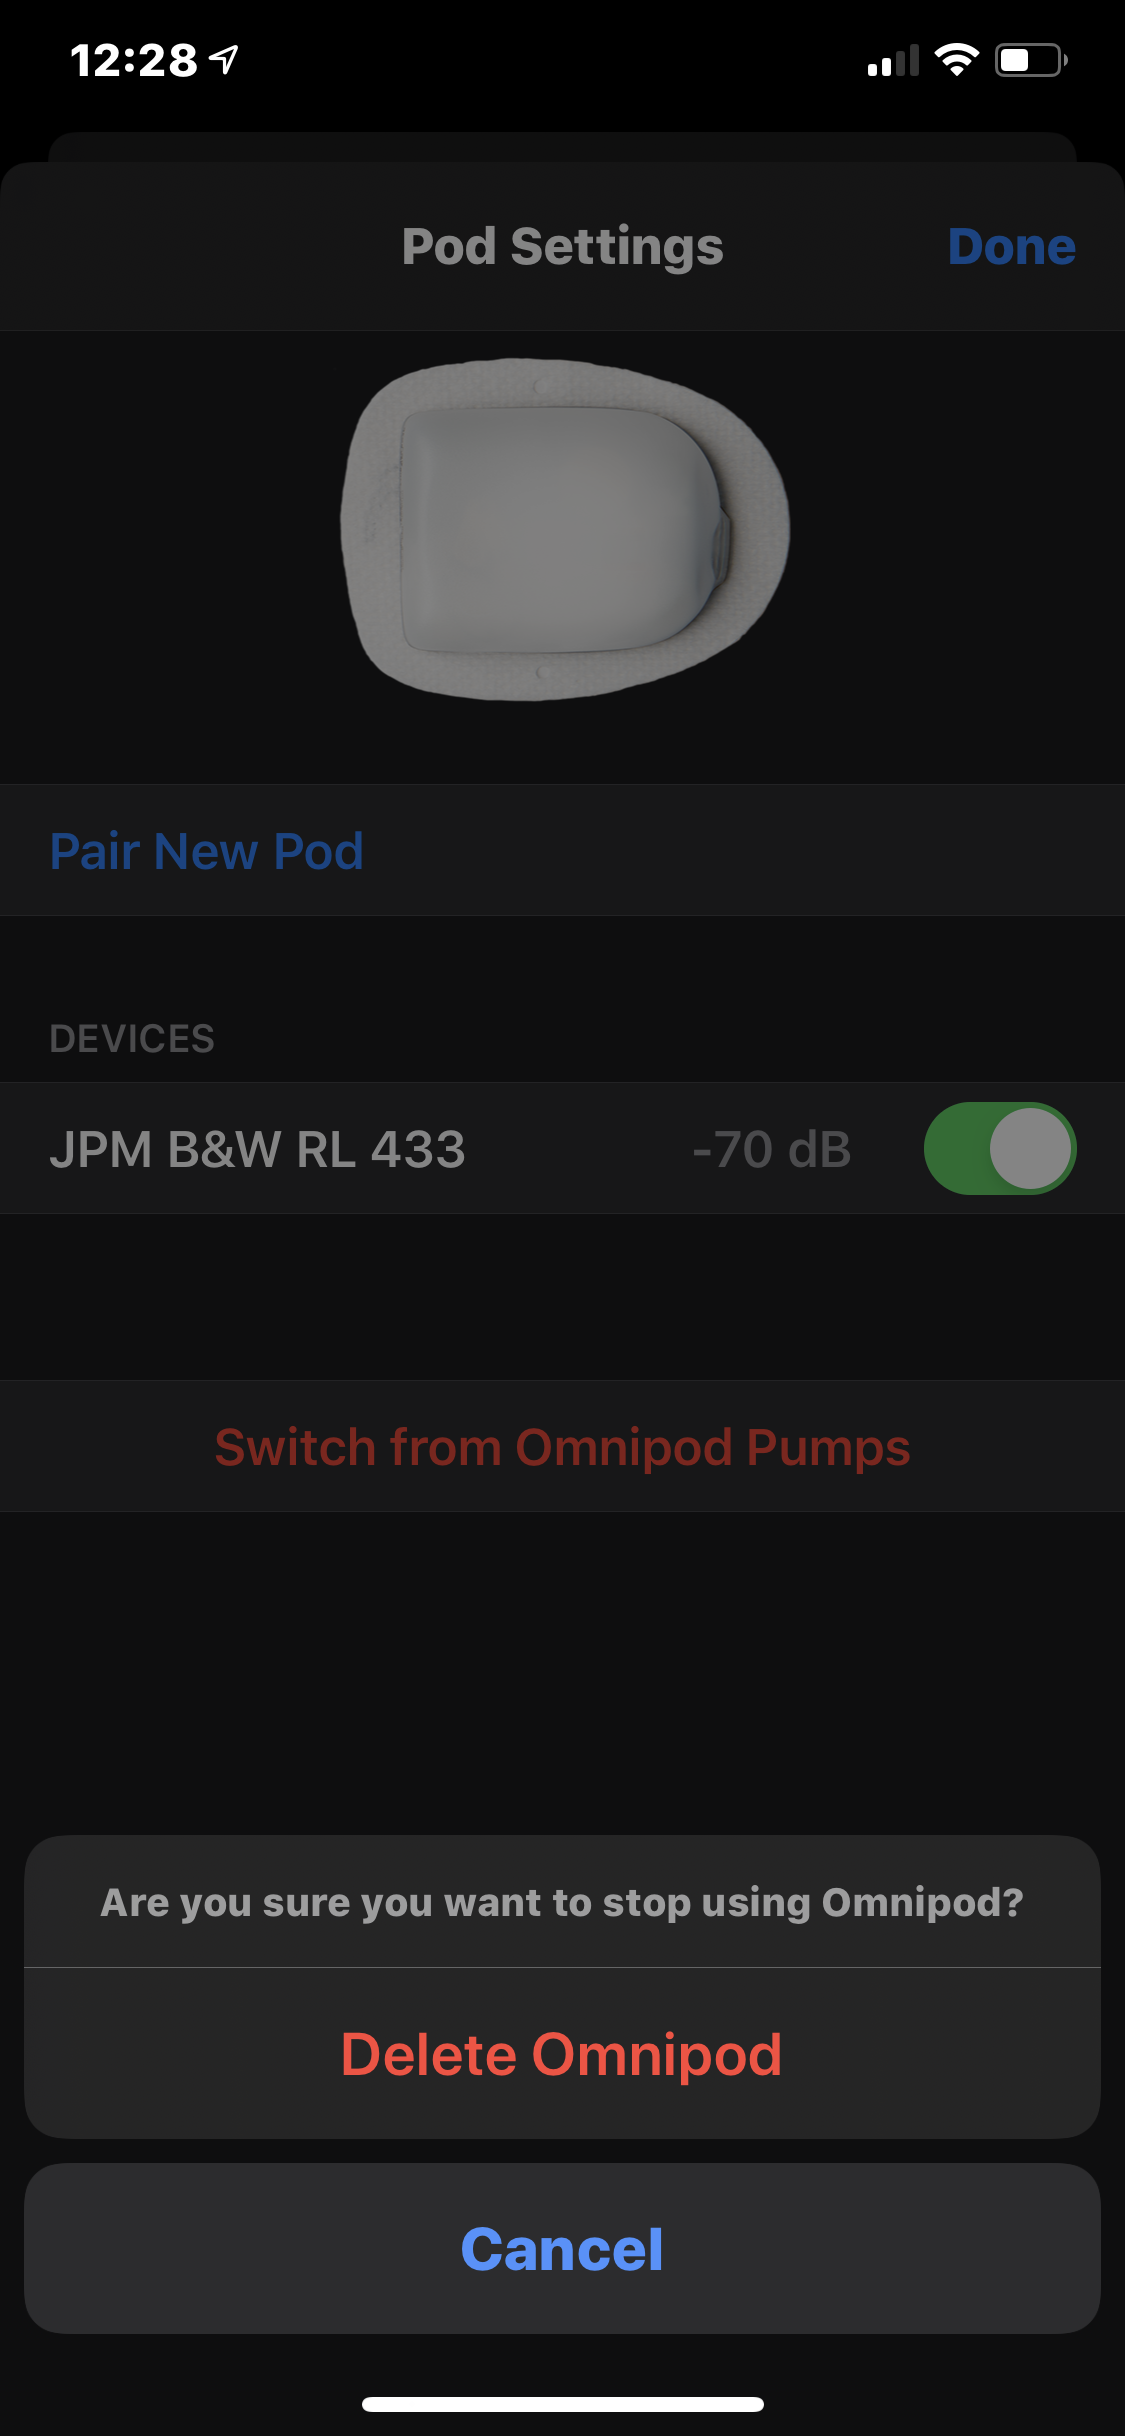 12:28
Pod Settings
Done
Pair New Pod
DEVICES
JPM B&W RL 433
-70 dB
Switch from Omnipod Pumps
Are you sure you want to stop using Omnipod?
Delete Omnipod
Cancel